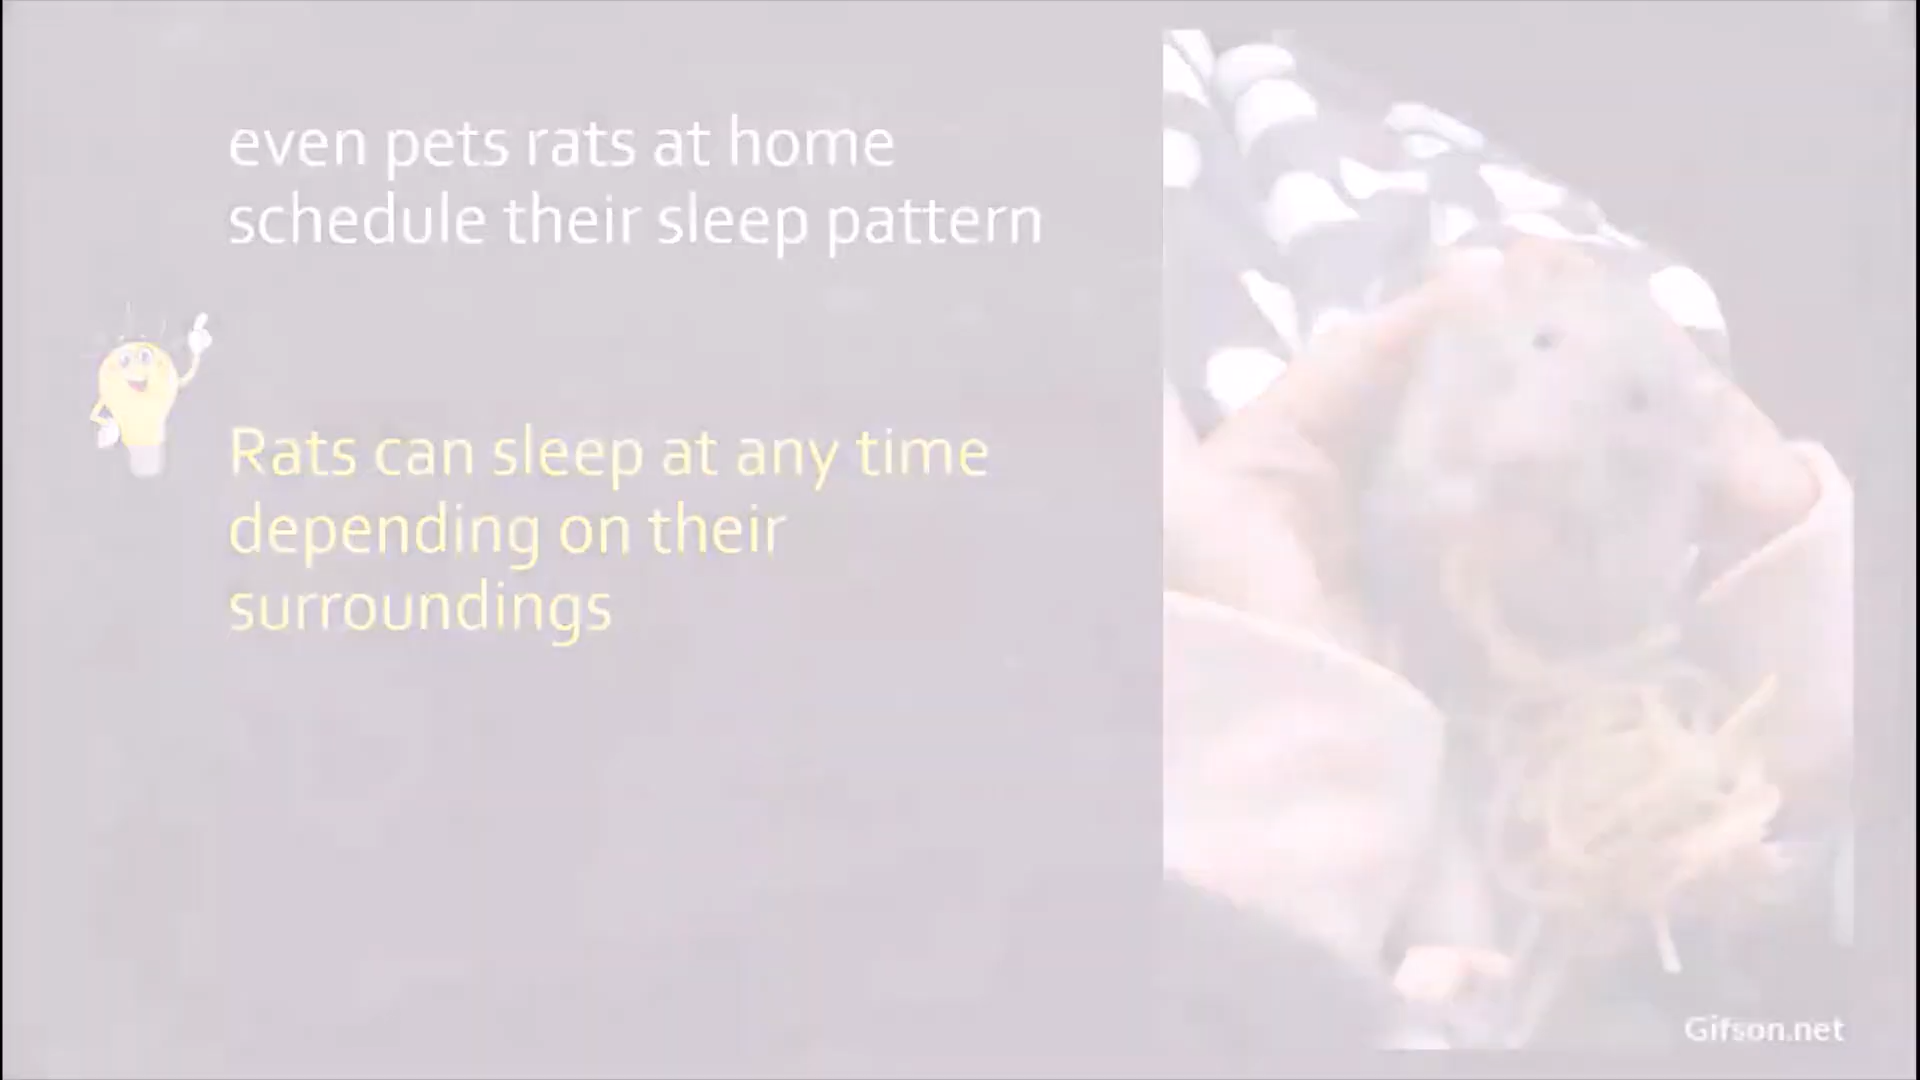 even pets rats at home
schedule their sleep pattern
Rats can sleep at any time
depending on their
surroundings
Gifson.net